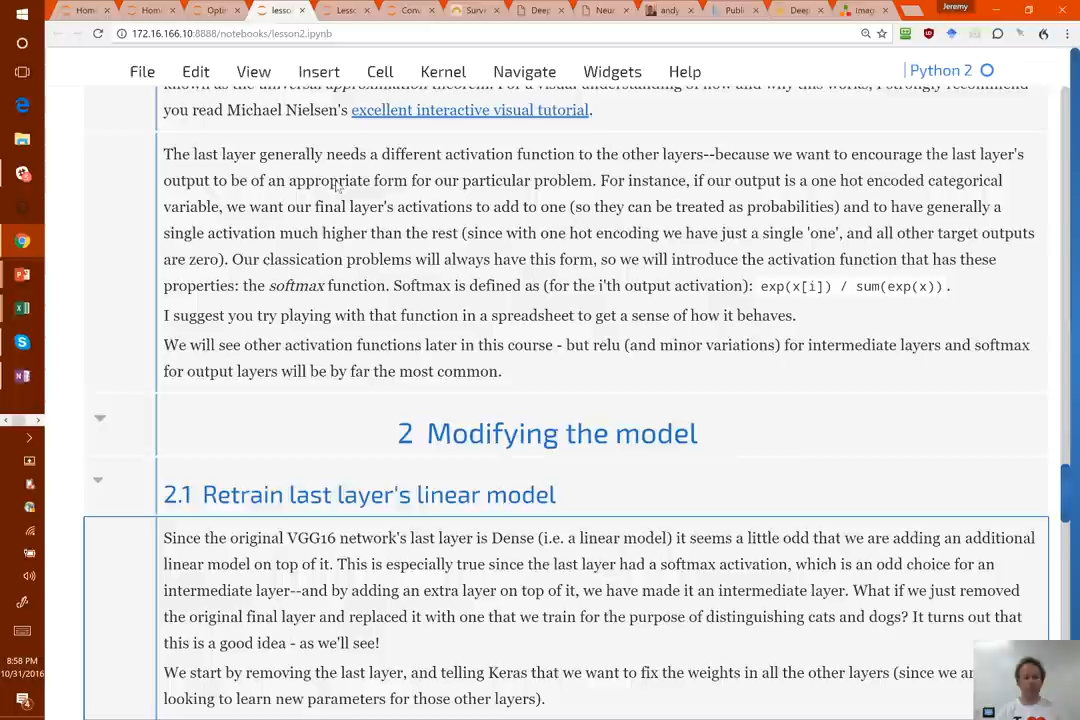 Home
Home
Optin
lesson
Lesso
Conv
Surve
Deep
Neur
andy
Publi
Deep
Imag
Jeremy
172.16.166.10:8888/notebooks/lesson2.ipynb
File Edit View Insert Cell Kernel Navigate Widgets Help
Python 2
you read Michael Nielsen's excellent interactive visual tutorial.
The last layer generally needs a different activation function to the other layers--because we want to encourage the last layer's
output to be of an appropriate form for our particular problem. For instance, if our output is a one hot encoded categorical
variable, we want our final layer's activations to add to one (so they can be treated as probabilities) and to have generally a
single activation much higher than the rest (since with one hot encoding we have just a single 'one', and all other target outputs
are zero). Our classication problems will always have this form, so we will introduce the activation function that has these
properties: the softmax function. Softmax is defined as (for the i'th output activation): exp(x[i]) / sum(exp(x)).
I suggest you try playing with that function in a spreadsheet to get a sense of how it behaves.
We will see other activation functions later in this course - but relu (and minor variations) for intermediate layers and softmax
for output layers will be by far the most common.
2 Modifying the model
2.1 Retrain last layer's linear model
Since the original VGG16 network's last layer is Dense (i.e. a linear model) it seems a little odd that we are adding an additional
linear model on top of it. This is especially true since the last layer had a softmax activation, which is an odd choice for an
intermediate layer--and by adding an extra layer on top of it, we have made it an intermediate layer. What if we just removed
the original final layer and replaced it with one that we train for the purpose of distinguishing cats and dogs? It turns out that
this is a good idea - as we'll see!
We start by removing the last layer, and telling Keras that we want to fix the weights in all the other layers (since we ar
looking to learn new parameters for those other layers).
8:58 PM
10/31/2016